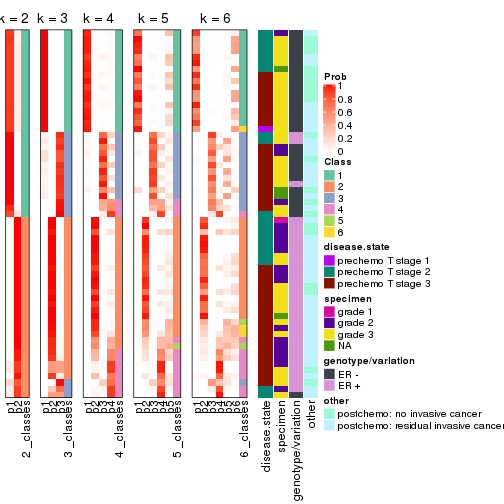 k = 2
k = 3
k = 4
k = 5
k = 6
Prob
1
0.8
0.6
0.4
0.2
0
Class
1
2
3
4
5
6
disease.state
prechemo T stage 1
prechemo T stage 2
prechemo T stage 3
specimen
grade 1
grade 2
grade 3
NA
genotype/variation
ER -
ER +
other
postchemo: no invasive cancer
postchemo: residual invasive cancer
p1
p2
2_classes
p1
p2
p3
3_classes
p1
p2
p3
p4
4_classes
p1
p2
p3
p4
p5
5_classes
p1
p2
p3
p4
p5
p6
6_classes
disease.state
specimen
genotype/variation
other